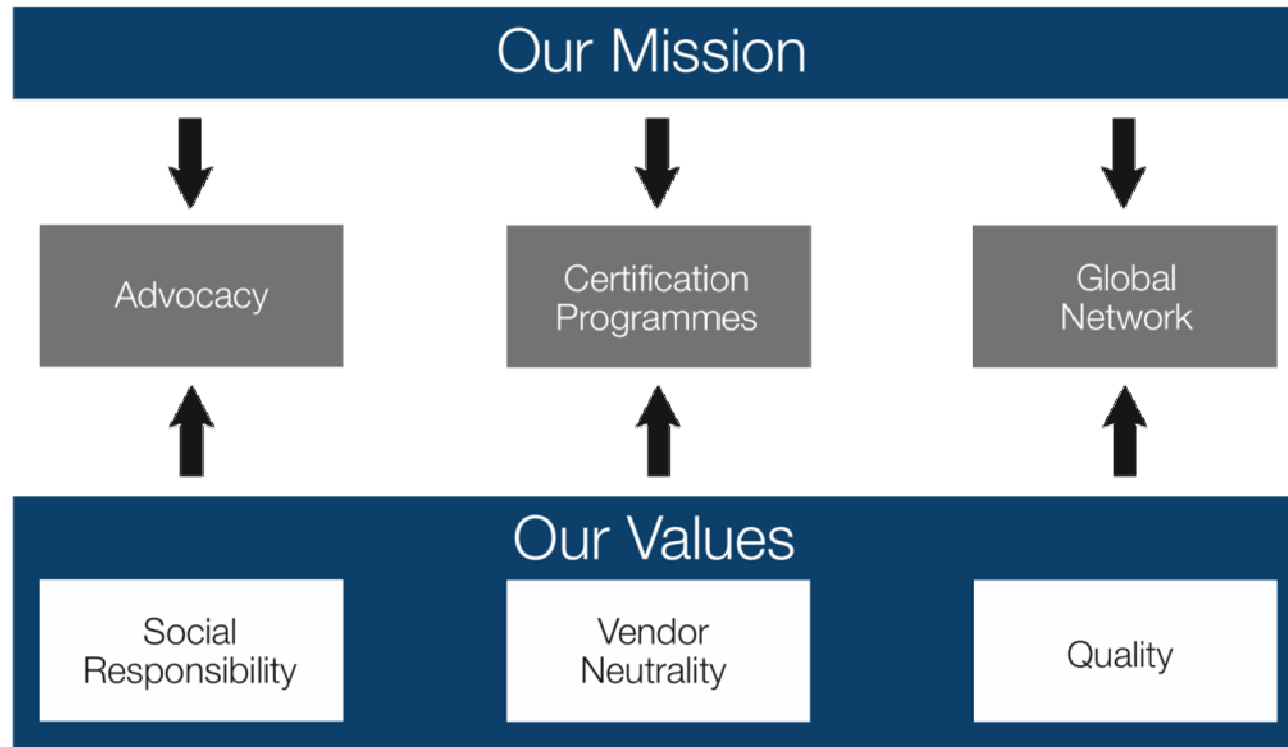 Our Mission
Advocacy
Certification
Programmes
Global
Network
Our Values
Social
Responsibility
Vendor
Neutrality
Quality